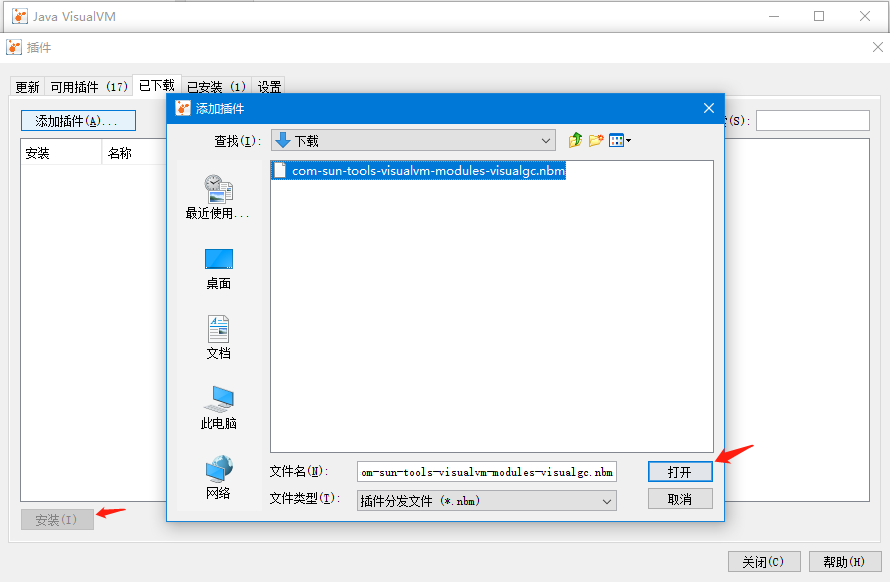 Java VisualVM
插件
更新
可用插件 (17)
已下载
已安装 (1)
设置
添加插件(A)...
(S):
安装
名称
添加插件
查找(I):
下载
com-sun-tools-visualvm-modules-visualgc.nbm
最近使用...
桌面
文档
此电脑
网络
文件名(N):
om-sun-tools-visualvm-modules-visualgc.nbm
打开
文件类型(T):
插件分发文件 (*.nbm)
取消
安装(I)
关闭(C)
帮助(H)